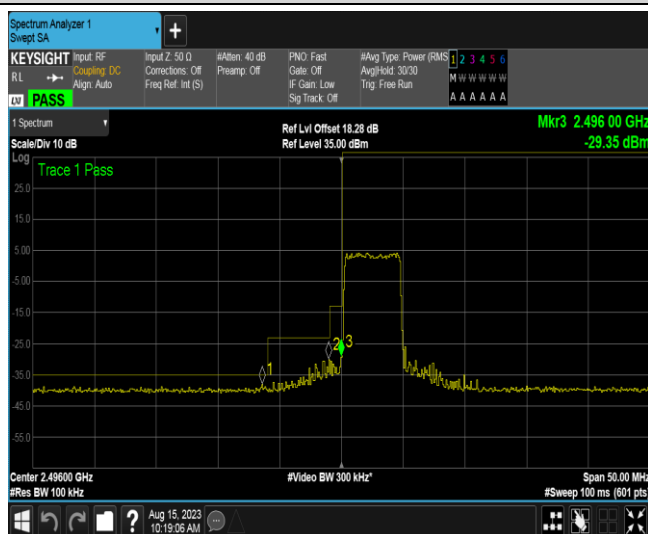 Spectrum Analyzer 1
Swept SA
KEYSIGHT
RL
PASS
Input: RF
Coupling: DC
Align: Auto
Input Z: 50 Ω
Corrections: Off
Freq Ref: Int (S)
#Atten: 40 dB
Preamp: Off
PNO: Fast
Gate: Off
IF Gain: Low
Sig Track: Off
#Avg Type: Power (RMS
Avg|Hold: 30/30
Trig: Free Run
1 2 3 4 5 6
M W W W W W
A A A A A A
1 Spectrum
Scale/Div 10 dB
Ref Lvl Offset 18.28 dB
Ref Level 35.00 dBm
Mkr3 2.496 00 GHz
-29.35 dBm
Log
Trace 1 Pass
25.0
15.0
5.00
-5.00
-15.0
-25.0
-35.0
-45.0
-55.0
1
2
3
Center 2.49600 GHz
#Res BW 100 kHz
#Video BW 300 kHz*
Span 50.00 MHz
#Sweep 100 ms (601 pts)
?
Aug 15, 2023
10:19:06 AM